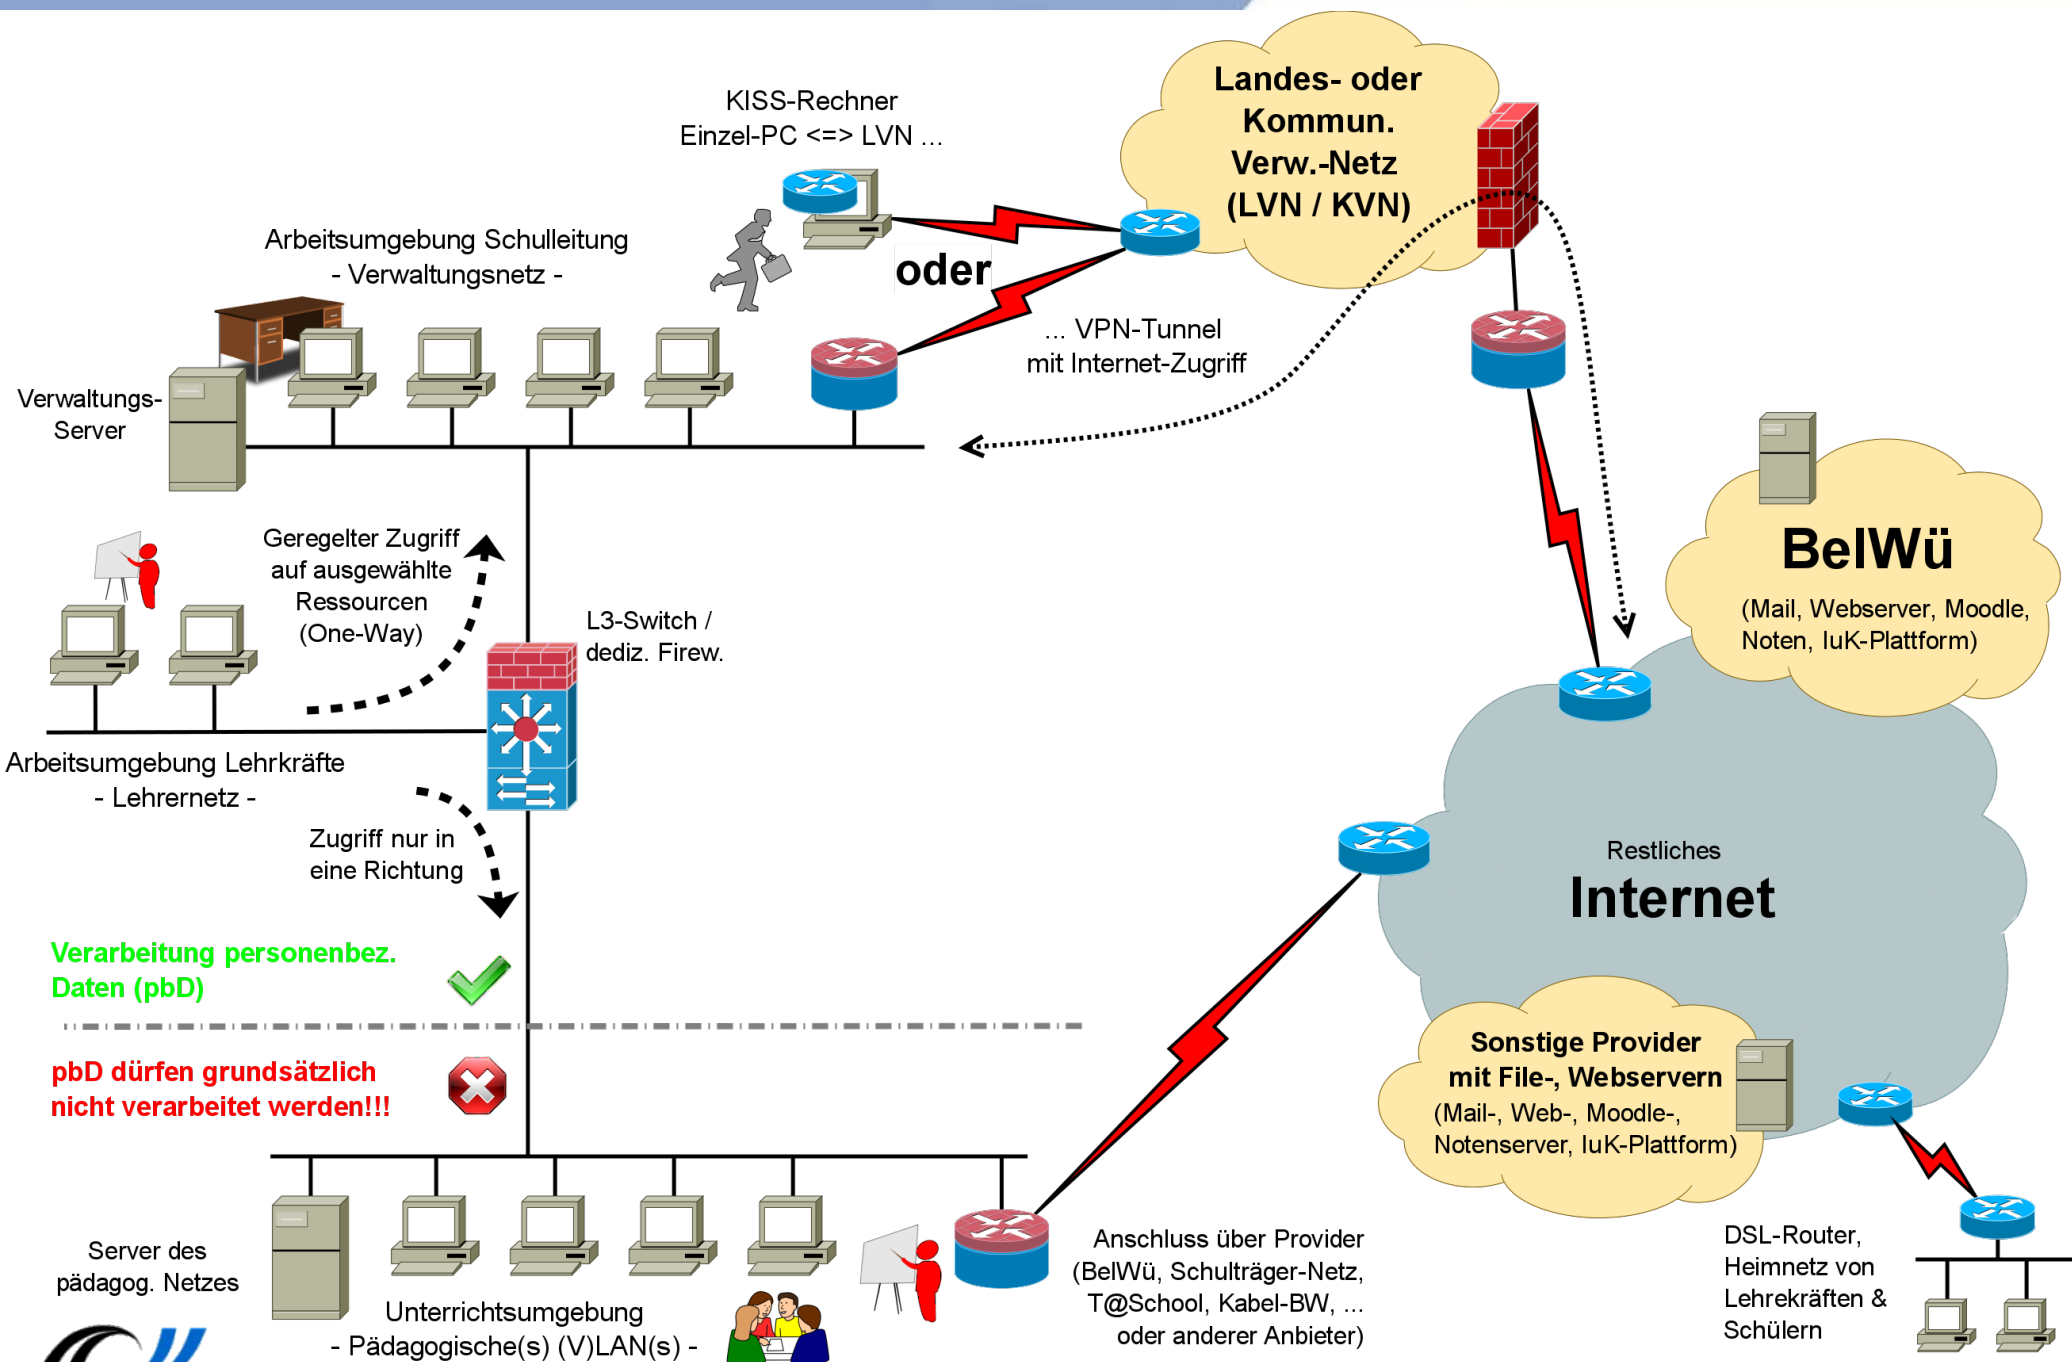 Landes- oder
Kommun.
Verw.-Netz
(LVN / KVN)
KISS-Rechner
Einzel-PC <=> LVN ...
Arbeitsumgebung Schulleitung
- Verwaltungsnetz -
oder
... VPN-Tunnel
mit Internet-Zugriff
Verwaltungs-
Server
Geregelter Zugriff
auf ausgewählte
Ressourcen
(One-Way)
L3-Switch /
dediz. Firew.
BelWü
(Mail, Webserver, Moodle,
Noten, IuK-Plattform)
Arbeitsumgebung Lehrkräfte
- Lehrernetz -
Zugriff nur in
eine Richtung
Restliches
Internet
Verarbeitung personenbez.
Daten (pbD)
pbD dürfen grundsätzlich
nicht verarbeitet werden!!!
Sonstige Provider
mit File-, Webservern
(Mail-, Web-, Moodle-,
Notenserver, IuK-Plattform)
Server des
pädagog. Netzes
Unterrichtsumgebung
- Pädagogische(s) (V)LAN(s) -
Anschluss über Provider
(BelWü, Schulträger-Netz,
T@School, Kabel-BW, ...
oder anderer Anbieter)
DSL-Router,
Heimnetz von
Lehrekräften &
Schülern